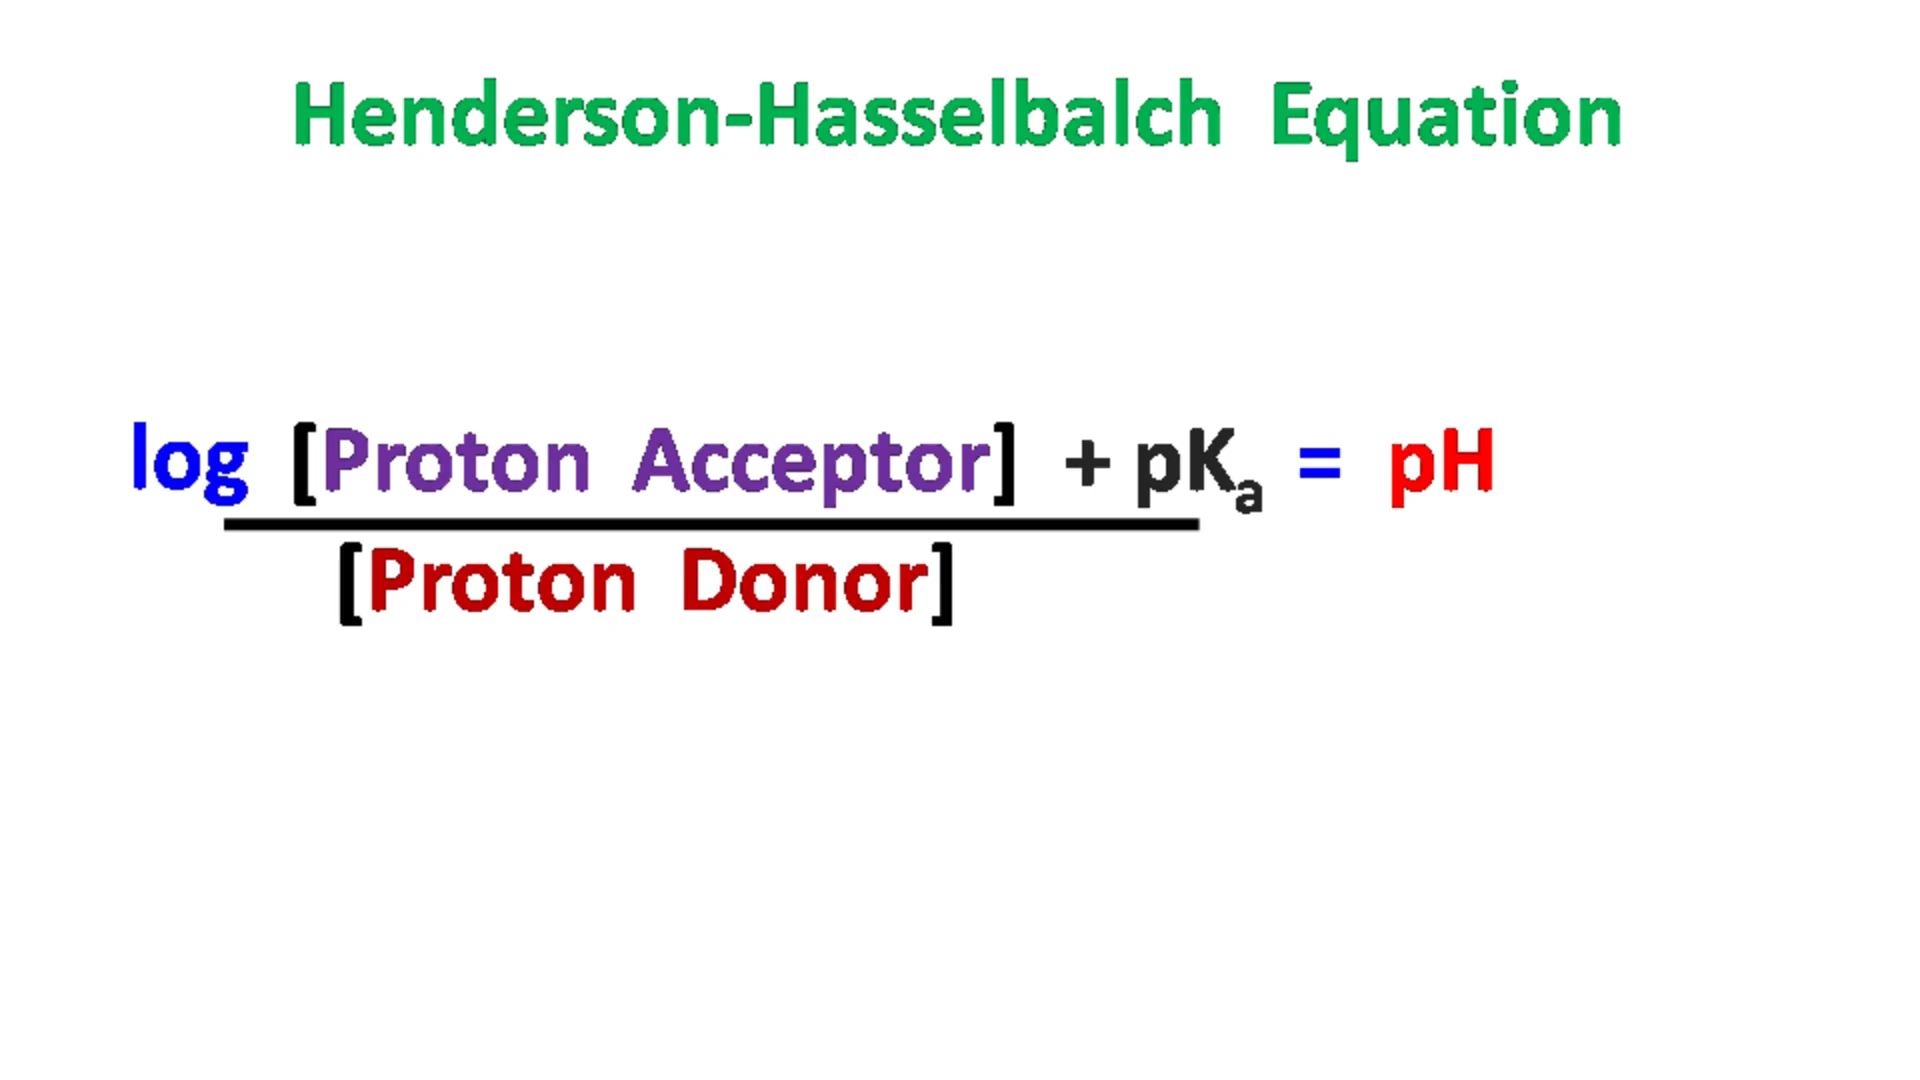 Henderson-Hasselbalch Equation
log [Proton Acceptor] + pKₐ = pH
[Proton Donor]